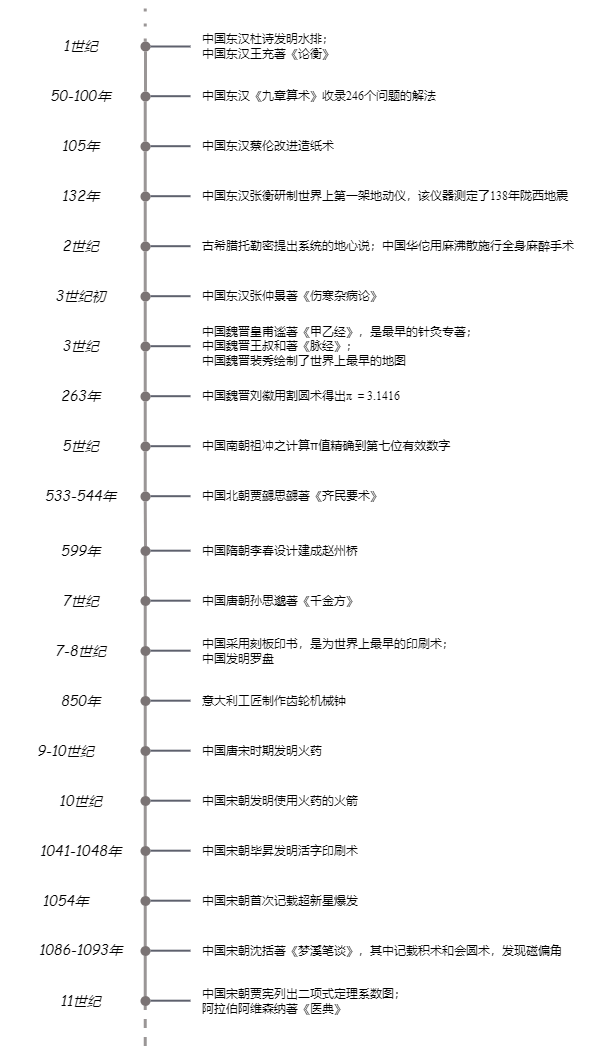 1世纪
中国东汉杜诗发明水排；
中国东汉王充著《论衡》
50-100年
中国东汉《九章算术》收录246个问题的解法
105年
中国东汉蔡伦改进造纸术
132年
中国东汉张衡研制世界上第一架地动仪，该仪器测定了138年陇西地震
2世纪
古希腊托勒密提出系统的地心说；中国华佗用麻沸散施行全身麻醉手术
3世纪初
中国东汉张仲景著《伤寒杂病论》
3世纪
中国魏晋皇甫谧著《甲乙经》，是最早的针灸专著；
中国魏晋王叔和著《脉经》；
中国魏晋裴秀绘制了世界上最早的地图
263年
中国魏晋刘徽用割圆术得出π = 3.1416
5世纪
中国南朝祖冲之计算π值精确到第七位有效数字
533-544年
中国北朝贾勰思勰著《齐民要术》
599年
中国隋朝李春设计建成赵州桥
7世纪
中国唐朝孙思邈著《千金方》
7-8世纪
中国采用刻板印书，是为世界上最早的印刷术；
中国发明罗盘
850年
意大利工匠制作齿轮机械钟
9-10世纪
中国唐宋时期发明火药
10世纪
中国宋朝发明使用火药的火箭
1041-1048年
中国宋朝毕昇发明活字印刷术
1054年
中国宋朝首次记载超新星爆发
1086-1093年
中国宋朝沈括著《梦溪笔谈》，其中记载积术和会圆术，发现磁偏角
11世纪
中国宋朝贾宪列出二项式定理系数图；
阿拉伯阿维森纳著《医典》